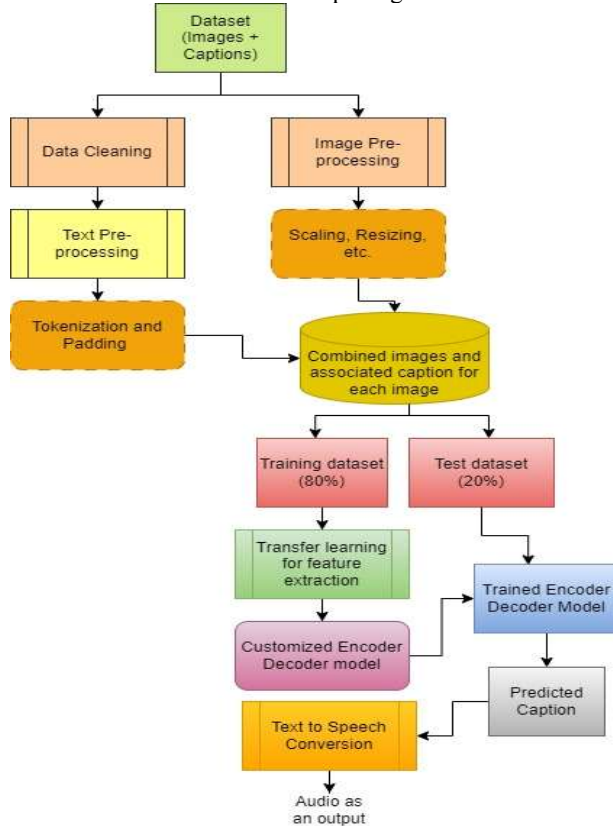 Dataset
(Images +
Captions)
Data Cleaning
Image Pre-
processing
Text Pre-
processing
Scaling, Resizing,
etc.
Tokenization and
Padding
Combined images and
associated caption for
each image
Training dataset
(80%)
Test dataset
(20%)
Transfer learning
for feature
extraction
Trained Encoder
Decoder Model
Customized Encoder
Decoder model
Predicted
Caption
Text to Speech
Conversion
Audio as
an output